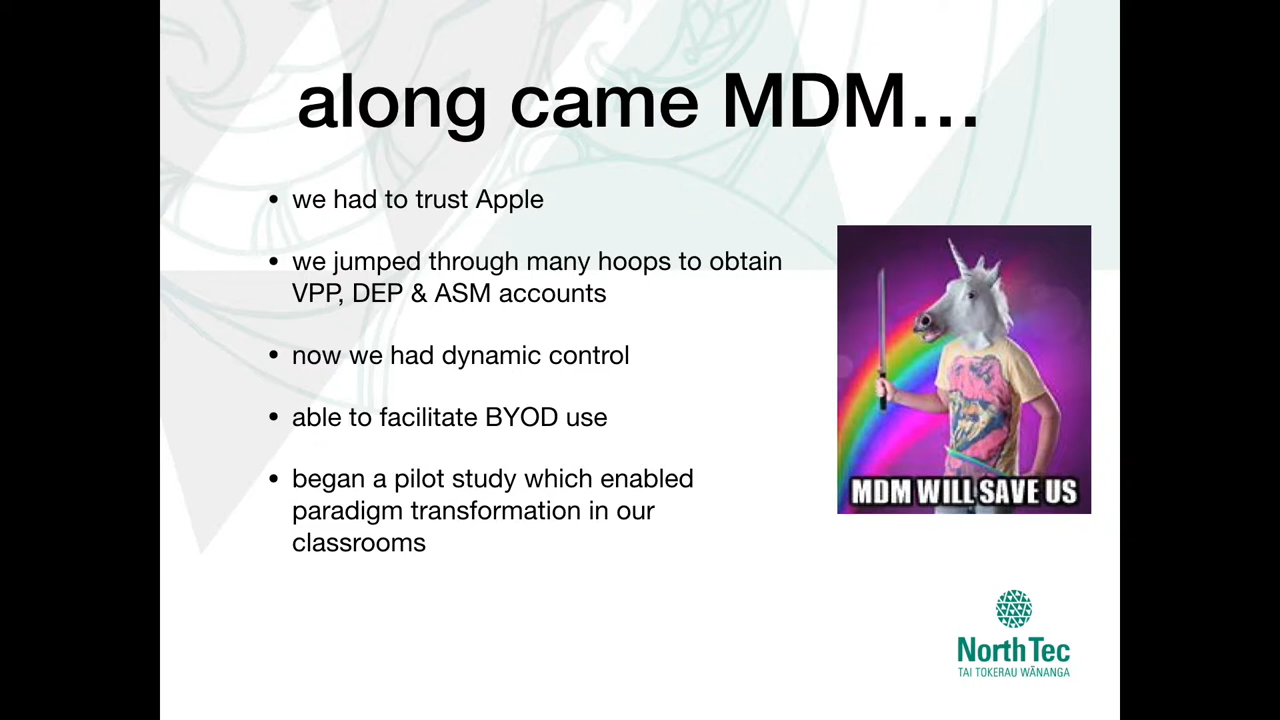 along came MDM...
• we had to trust Apple
• we jumped through many hoops to obtain
VPP, DEP & ASM accounts
• now we had dynamic control
• able to facilitate BYOD use
• began a pilot study which enabled
paradigm transformation in our
classrooms
MDM WILL SAVE US
NorthTec
TAI TOKERAU WĀNANGA